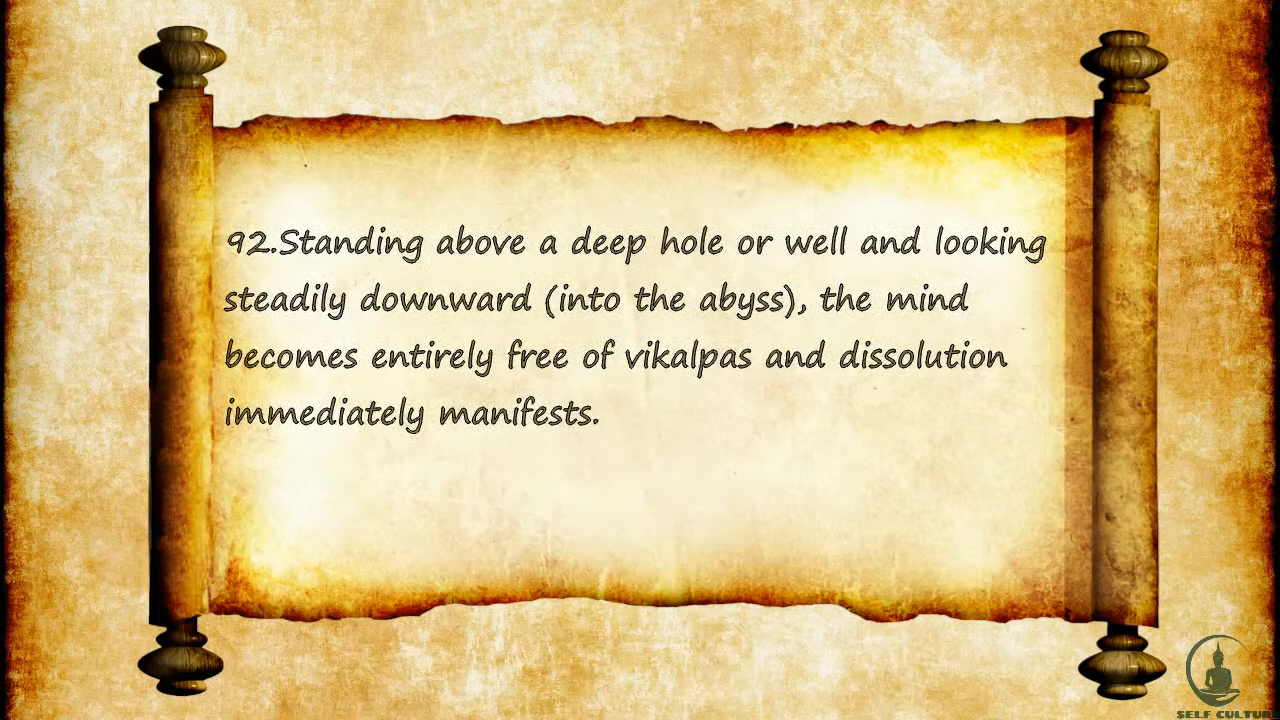 92.Standing above a deep hole or well and looking
steadily downward (into the abyss), the mind
becomes entirely free of vikalpas and dissolution
immediately manifests.
SELF CULTURE